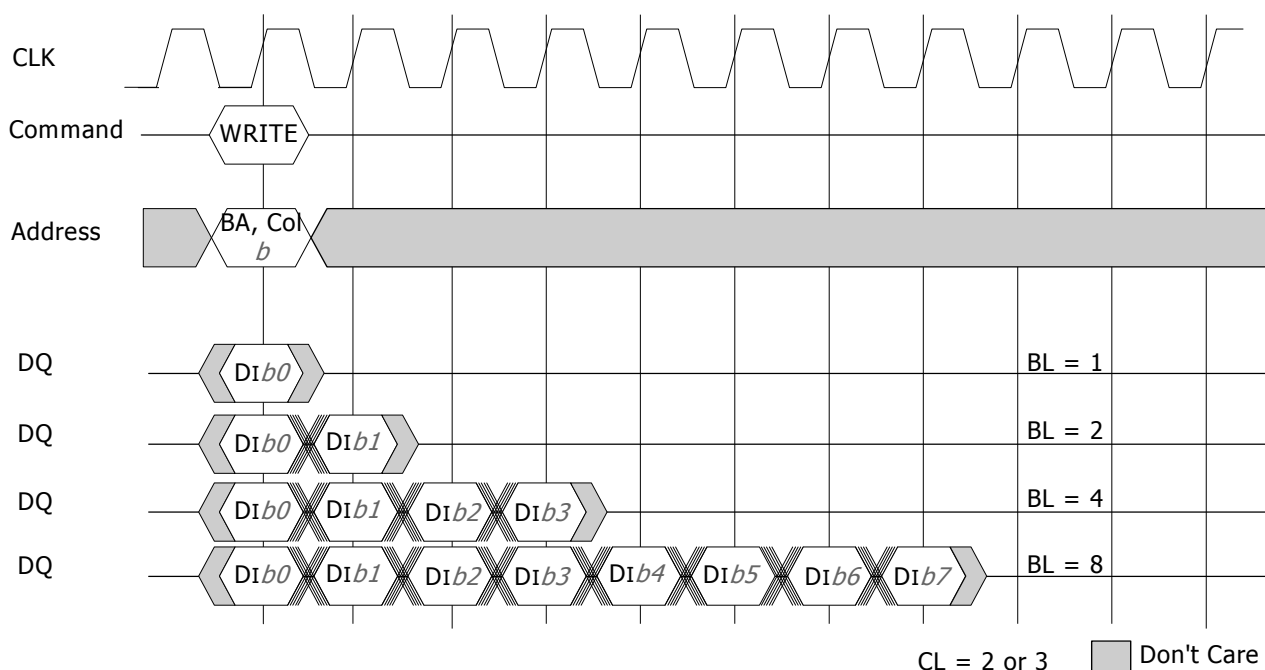 CLK
Command WRITE
Address BA, Col
b
DQ DIb0 BL = 1
DQ DIb0 DIb1 BL = 2
DQ DIb0 DIb1 DIb2 DIb3 BL = 4
DQ DIb0 DIb1 DIb2 DIb3 DIb4 DIb5 DIb6 DIb7 BL = 8
CL = 2 or 3 Don't Care